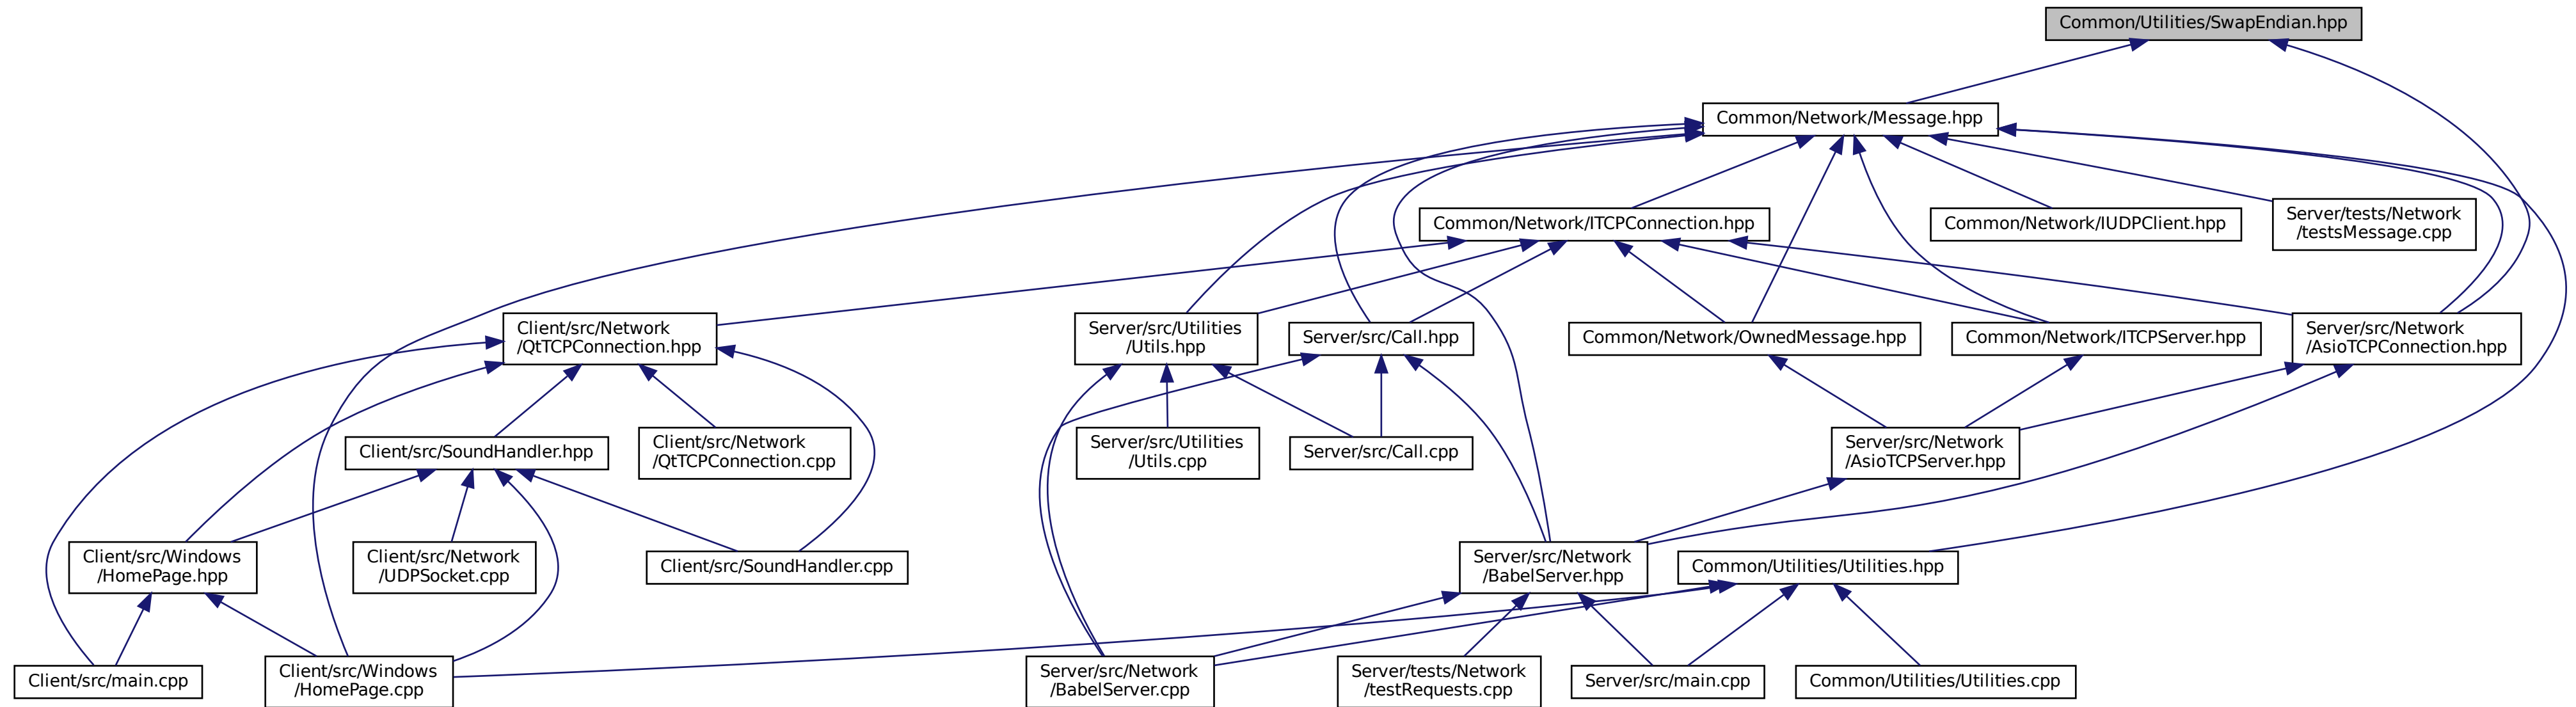 Common/Utilities/SwapEndian.hpp
Common/Network/Message.hpp
Common/Network/ITCPConnection.hpp
Common/Network/IUDPClient.hpp
Server/tests/Network
/testsMessage.cpp
Client/src/Network
/QtTCPConnection.hpp
Server/src/Utilities
/Utils.hpp
Server/src/Call.hpp
Common/Network/OwnedMessage.hpp
Common/Network/ITCPServer.hpp
Server/src/Network
/AsioTCPConnection.hpp
Client/src/SoundHandler.hpp
Client/src/Network
/QtTCPConnection.cpp
Server/src/Utilities
/Utils.cpp
Server/src/Call.cpp
Server/src/Network
/AsioTCPServer.hpp
Client/src/Windows
/HomePage.hpp
Client/src/Network
/UDPSocket.cpp
Client/src/SoundHandler.cpp
Server/src/Network
/BabelServer.hpp
Common/Utilities/Utilities.hpp
Client/src/main.cpp
Client/src/Windows
/HomePage.cpp
Server/src/Network
/BabelServer.cpp
Server/tests/Network
/testRequests.cpp
Server/src/main.cpp
Common/Utilities/Utilities.cpp